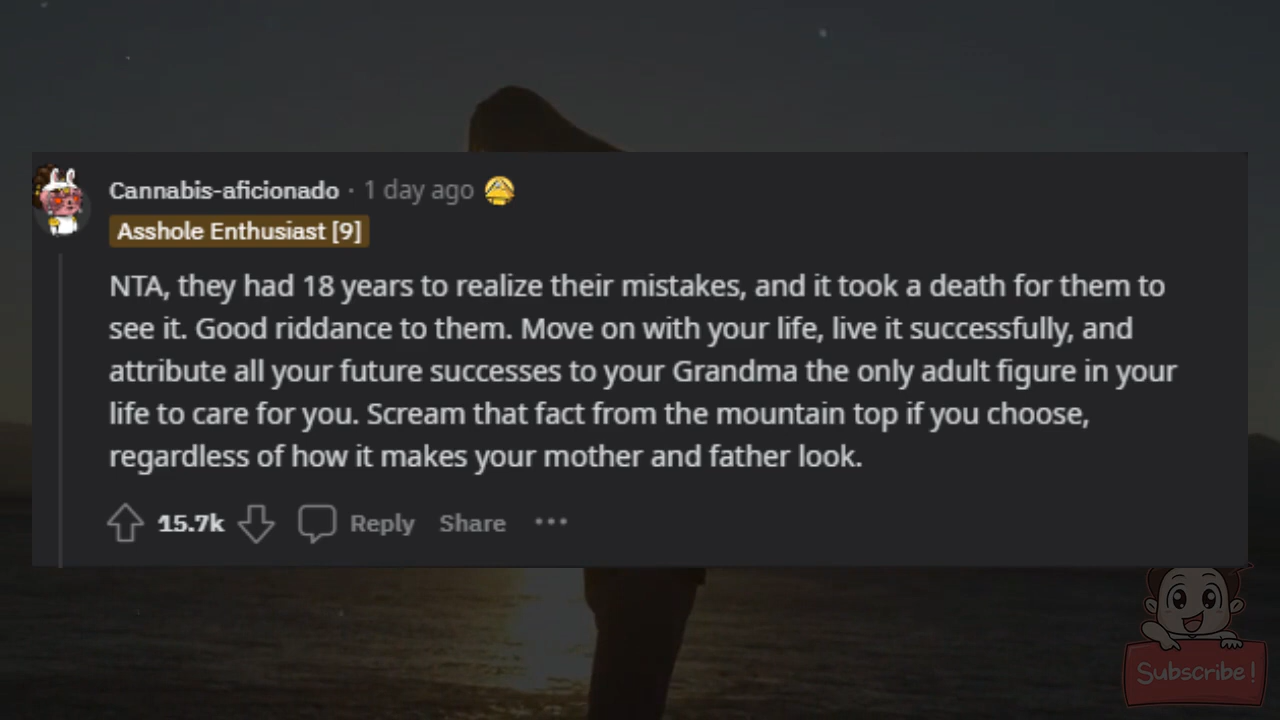 Cannabis-aficionado · 1 day ago
Asshole Enthusiast [9]
NTA, they had 18 years to realize their mistakes, and it took a death for them to
see it. Good riddance to them. Move on with your life, live it successfully, and
attribute all your future successes to your Grandma the only adult figure in your
life to care for you. Scream that fact from the mountain top if you choose,
regardless of how it makes your mother and father look.
15.7k Reply Share ···
Subscribe!